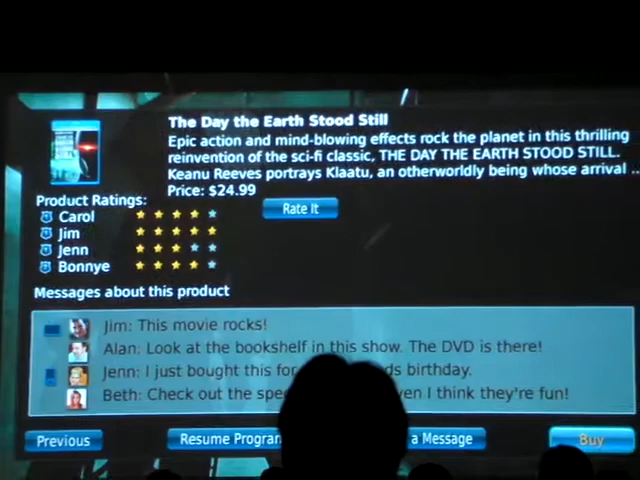 The Day the Earth Stood Still
Epic action and mind-blowing effects rock the planet in this thrilling
reinvention of the sci-fi classic, THE DAY THE EARTH STOOD STILL.
Keanu Reeves portrays Klaatu, an otherworldly being whose arrival ...
Price: $24.99
Product Ratings:
Rate It
Carol
Jim
Jenn
Bonnye
Messages about this product
Jim: This movie rocks!
Alan: Look at the bookshelf in this show. The DVD is there!
Jenn: I just bought this for birthday.
Beth: Check out the I think they're fun!
Previous
Resume
a Message
Buy